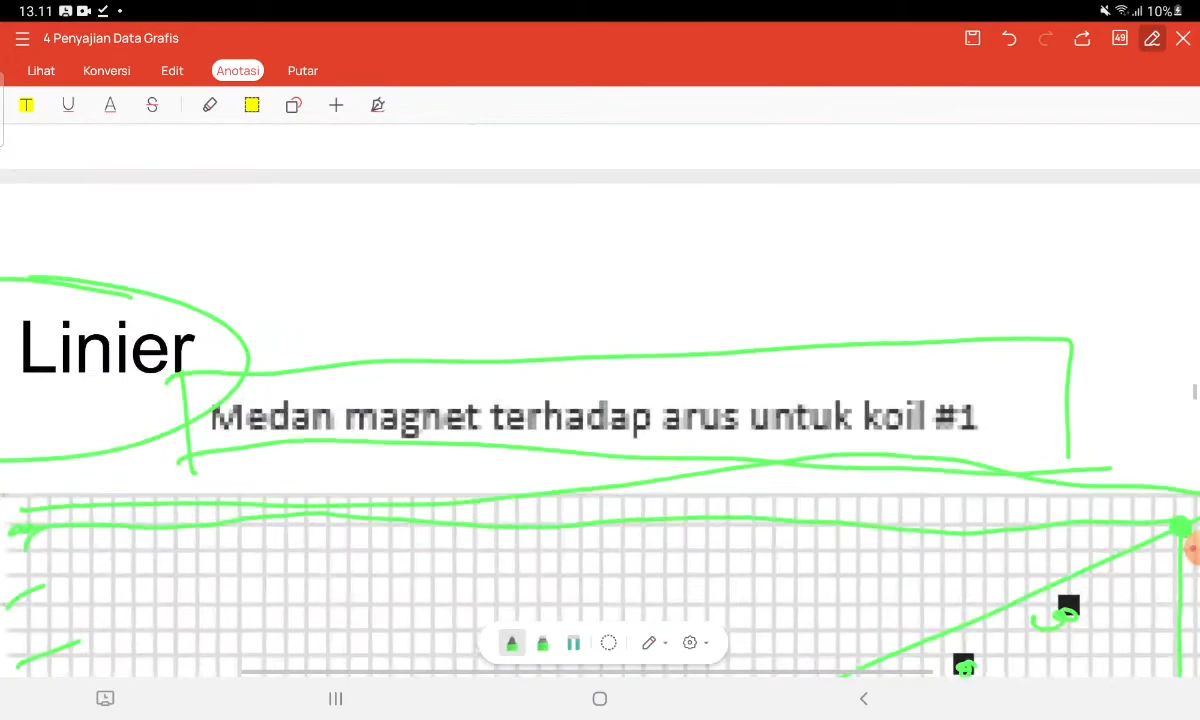 13.11
10%
4 Penyajian Data Grafis
49
Lihat
Konversi
Edit
Anotasi
Putar
T
U
A
S
Linier
Medan magnet terhadap arus untuk koil #1